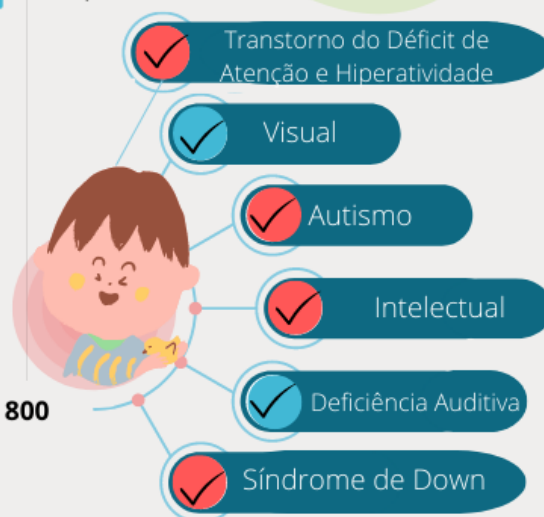 Transtorno do Déficit de
Atenção e Hiperatividade
Visual
Autismo
Intelectual
Deficiência Auditiva
800
Síndrome de Down